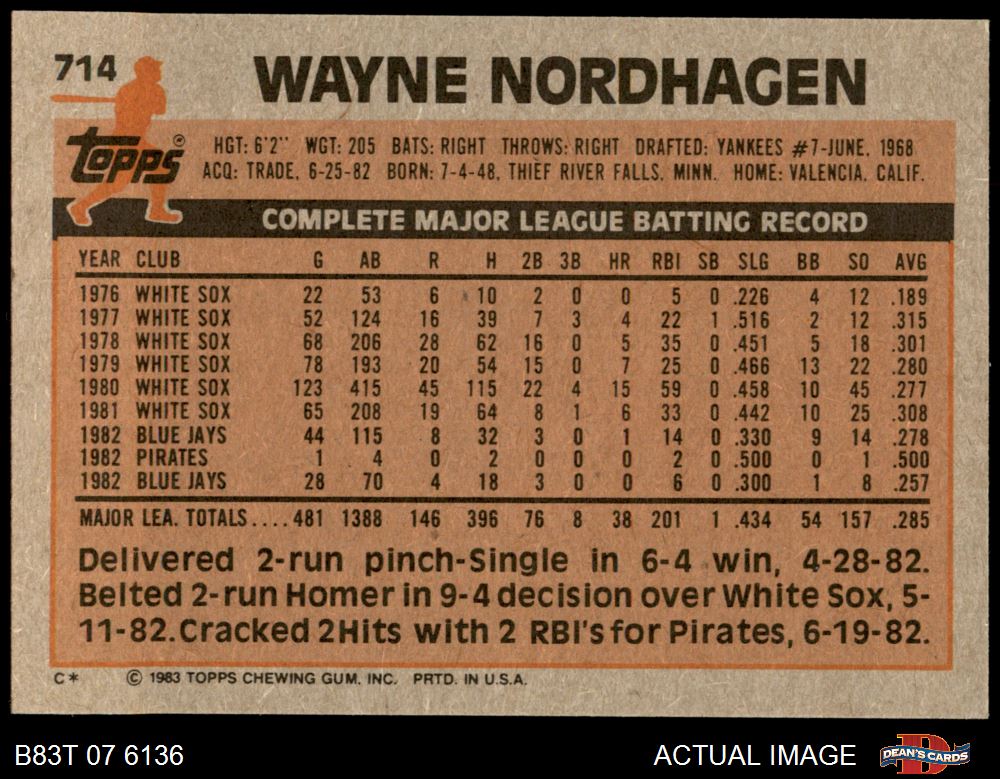 714
WAYNE NORDHAGEN
Topps ®
HGT: 6'2" WGT: 205 BATS: RIGHT THROWS: RIGHT DRAFTED: YANKEES #7-JUNE, 1968
ACQ: TRADE, 6-25-82 BORN: 7-4-48, THIEF RIVER FALLS, MINN. HOME: VALENCIA, CALIF.
COMPLETE MAJOR LEAGUE BATTING RECORD
YEAR CLUB G AB R H 2B 3B HR RBI SB SLG BB SO AVG
1976 WHITE SOX 22 53 6 10 2 0 0 5 0 .226 4 12 .189
1977 WHITE SOX 52 124 16 39 7 3 4 22 1 .516 2 12 .315
1978 WHITE SOX 68 206 28 62 16 0 5 35 0 .451 5 18 .301
1979 WHITE SOX 78 193 20 54 15 0 7 25 0 .466 13 22 .280
1980 WHITE SOX 123 415 45 115 22 4 15 59 0 .458 10 45 .277
1981 WHITE SOX 65 208 19 64 8 1 6 33 0 .442 10 25 .308
1982 BLUE JAYS 44 115 8 32 3 0 1 14 0 .330 9 14 .278
1982 PIRATES 1 4 0 2 0 0 0 2 0 .500 0 1 .500
1982 BLUE JAYS 28 70 4 18 3 0 0 6 0 .300 1 8 .257
MAJOR LEA. TOTALS....481 1388 146 396 76 8 38 201 1 .434 54 157 .285
Delivered 2-run pinch-Single in 6-4 win, 4-28-82.
Belted 2-run Homer in 9-4 decision over White Sox, 5-
11-82. Cracked 2 Hits with 2 RBI's for Pirates, 6-19-82.
C* © 1983 TOPPS CHEWING GUM, INC. PRTD. IN U.S.A.
B83T 07 6136 ACTUAL IMAGE DEAN'S CARDS